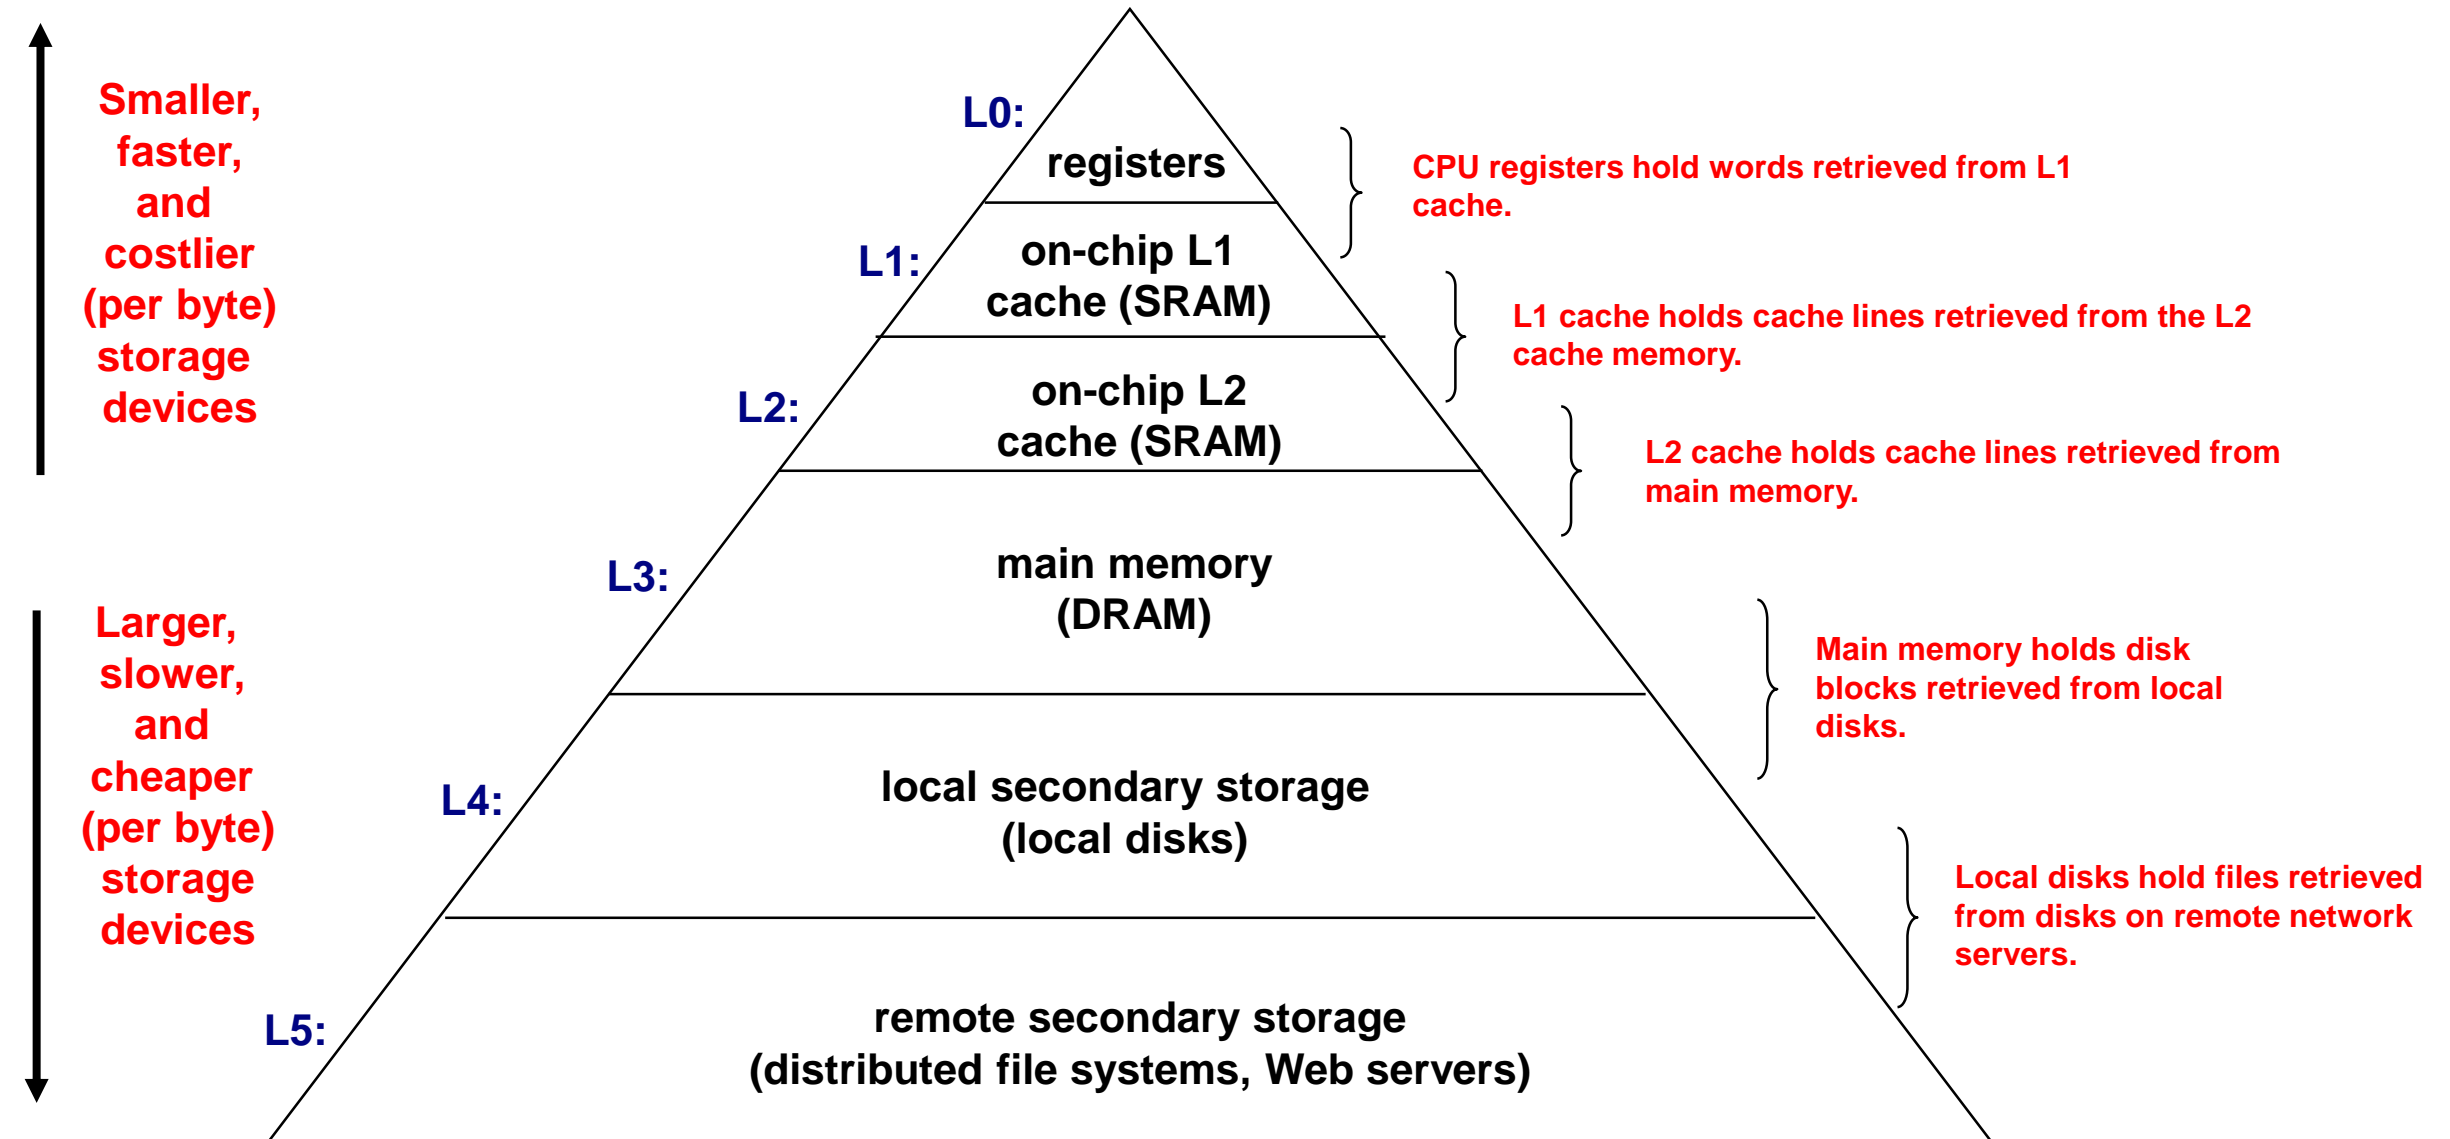 Smaller,
faster,
and
costlier
(per byte)
storage
devices
Larger,
slower,
and
cheaper
(per byte)
storage
devices
L0:
registers
CPU registers hold words retrieved from L1
cache.
L1:
on-chip L1
cache (SRAM)
L1 cache holds cache lines retrieved from the L2
cache memory.
L2:
on-chip L2
cache (SRAM)
L2 cache holds cache lines retrieved from
main memory.
L3:
main memory
(DRAM)
Main memory holds disk
blocks retrieved from local
disks.
L4:
local secondary storage
(local disks)
Local disks hold files retrieved
from disks on remote network
servers.
L5:
remote secondary storage
(distributed file systems, Web servers)